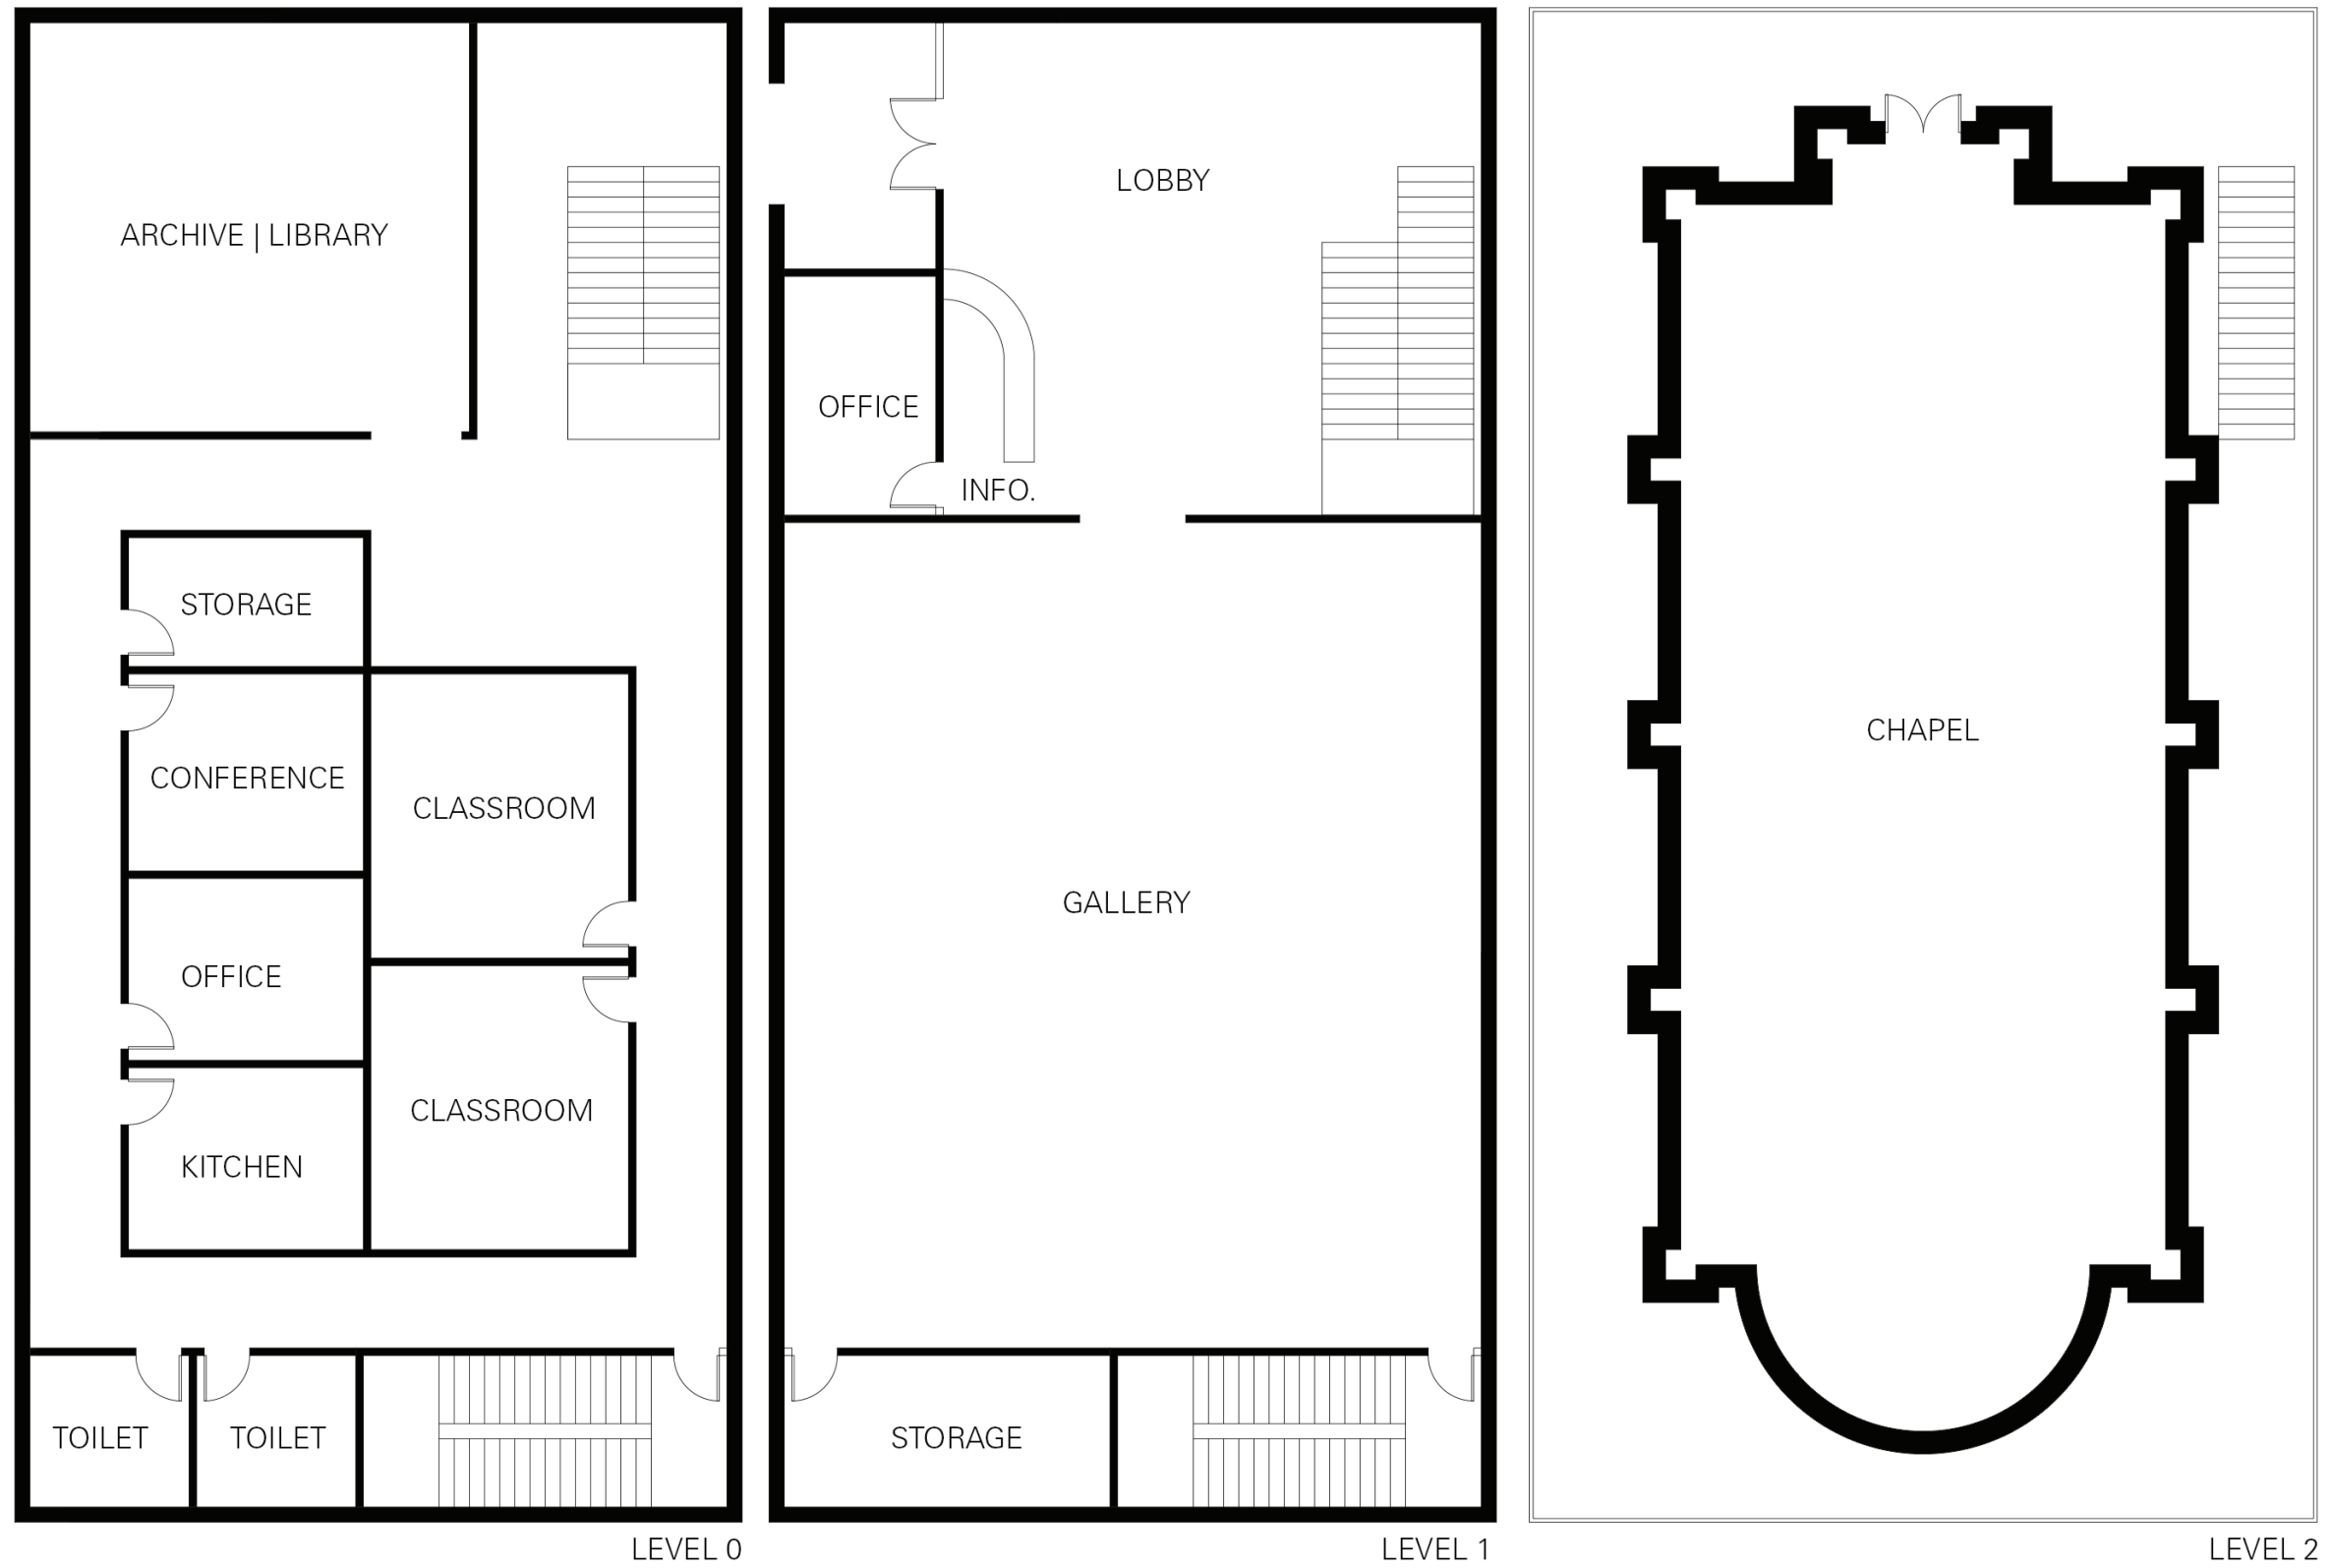 ARCHIVE | LIBRARY
STORAGE
CONFERENCE
CLASSROOM
OFFICE
CLASSROOM
KITCHEN
TOILET
TOILET
LEVEL 0
LOBBY
OFFICE
INFO.
GALLERY
STORAGE
LEVEL 1
CHAPEL
LEVEL 2